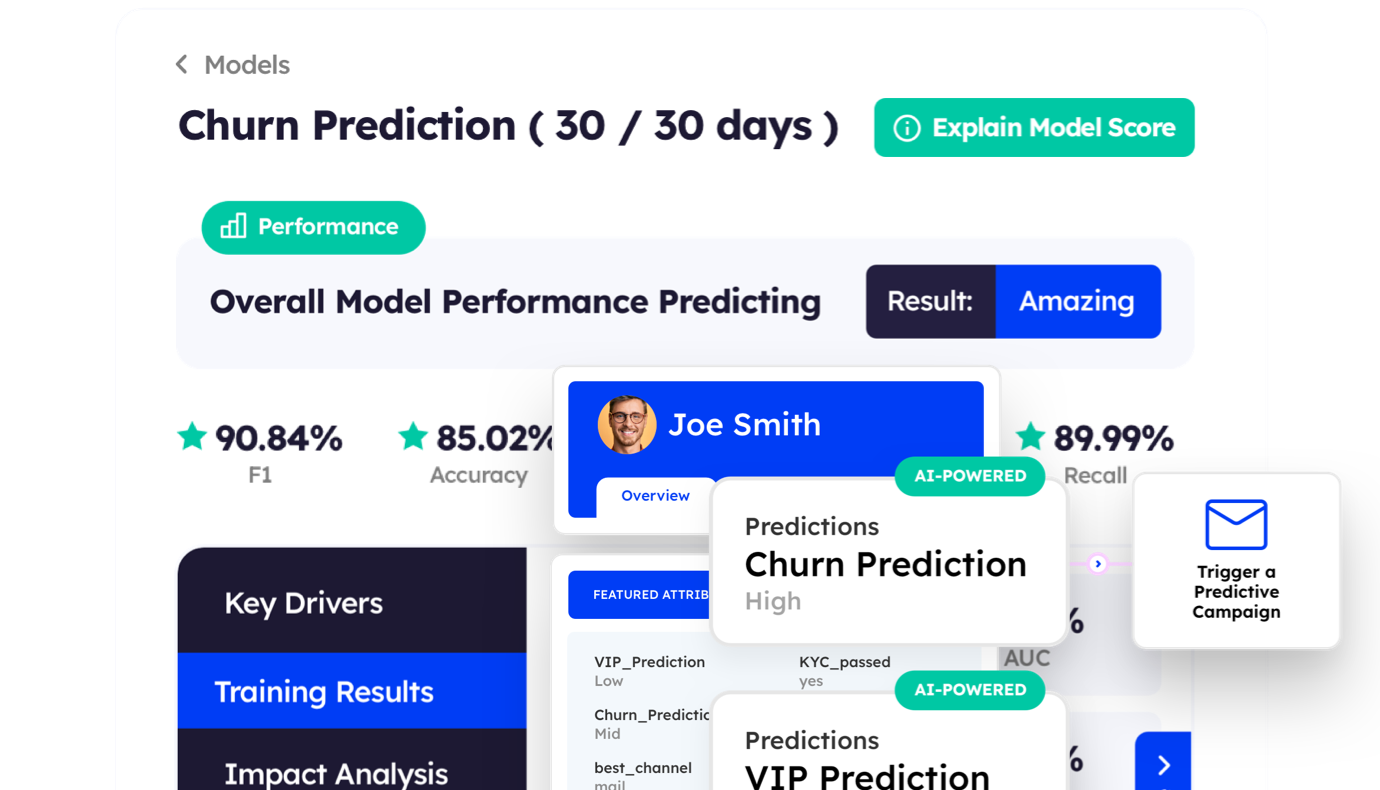 Models
Churn Prediction ( 30 / 30 days )
Explain Model Score
Performance
Overall Model Performance Predicting
Result:
Amazing
90.84%
F1
85.02%
Accuracy
89.99%
Recall
Joe Smith
Overview
AI-POWERED
Predictions
Churn Prediction
High
Trigger a
Predictive
Campaign
Key Drivers
Training Results
Impact Analysis
FEATURED ATTRIB
VIP_Prediction
Low
KYC_passed
yes
Churn_Predictio
Mid
best_channel
mail
%
AUC
AI-POWERED
Predictions
VIP Prediction
%